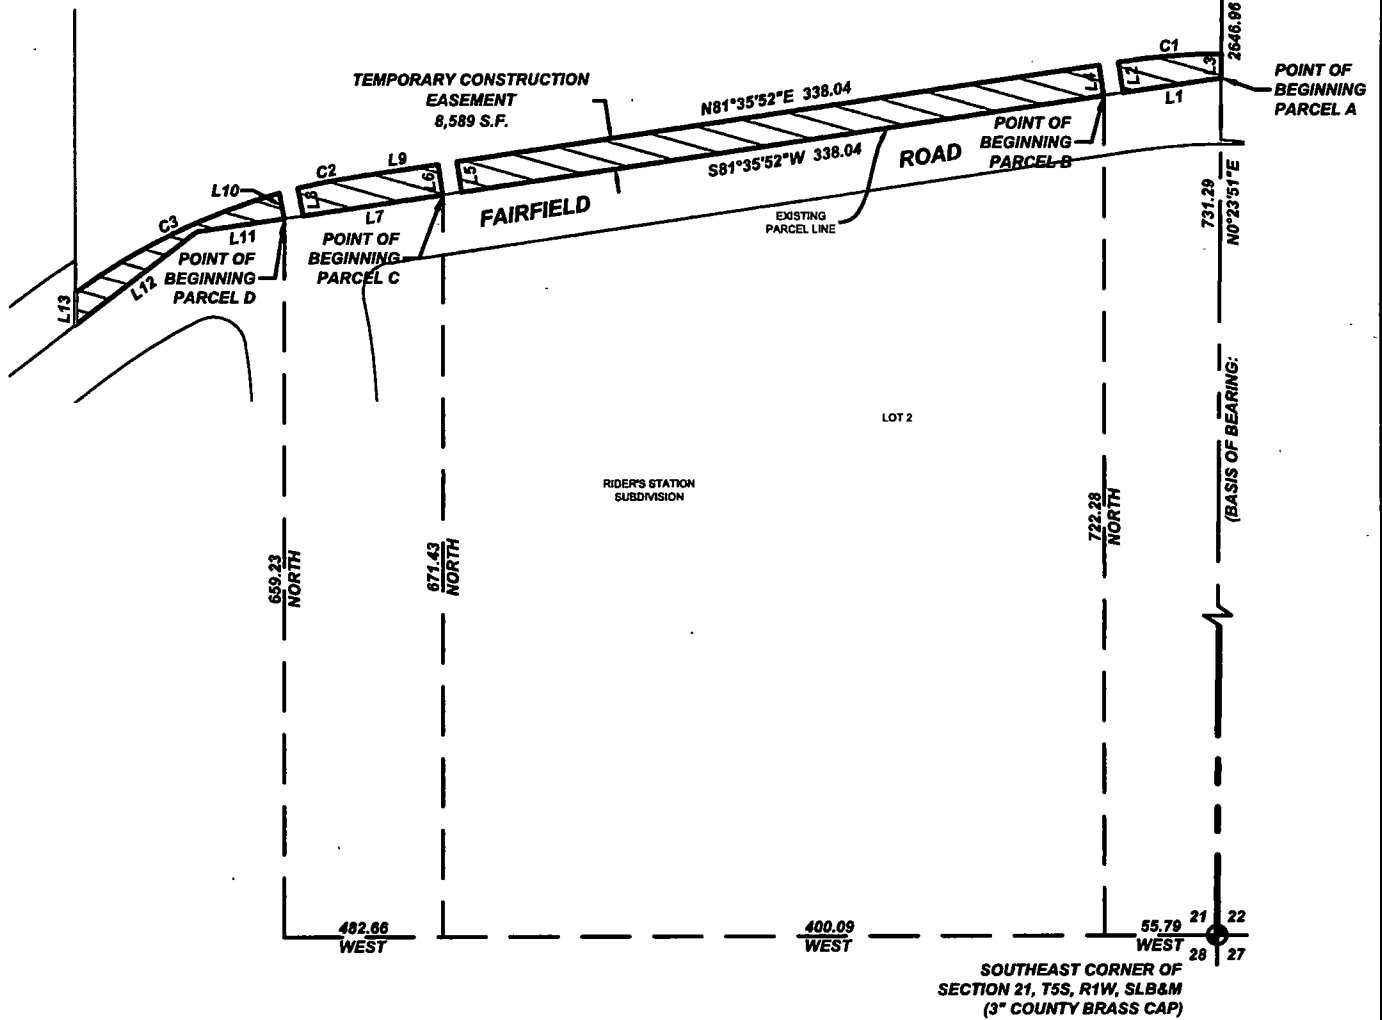 2646.96
C1
L2
L3
L1
POINT OF
BEGINNING
PARCEL A
TEMPORARY CONSTRUCTION
EASEMENT
8,589 S.F.
N81°35'52"E 338.04
L4
POINT OF
BEGINNING
PARCEL B
S81°35'52"W 338.04
FAIRFIELD
ROAD
EXISTING
PARCEL LINE
731.29
N0°23'51"E
L9
C2
L6
L5
L8
L7
L10
C3
L11
L12
L13
POINT OF
BEGINNING
PARCEL C
POINT OF
BEGINNING
PARCEL D
(BASIS OF BEARING:
LOT 2
RIDER'S STATION
SUBDIVISION
659.23
NORTH
671.43
NORTH
722.28
NORTH
482.66
WEST
400.09
WEST
55.79
WEST
21 22
28 27
SOUTHEAST CORNER OF
SECTION 21, T5S, R1W, SLB&M
(3" COUNTY BRASS CAP)